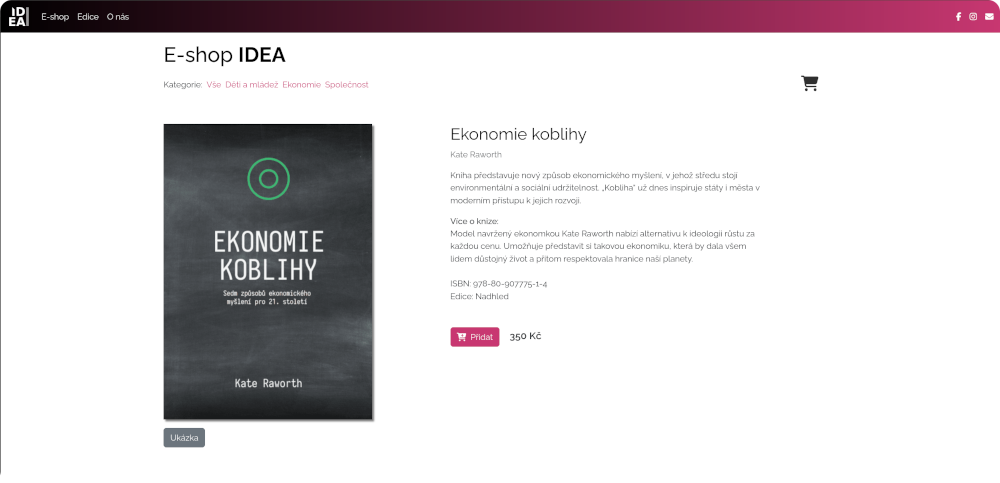 IDEA
E-shop Edice O nás
E-shop IDEA
Kategorie: Vše Děti a mládež Ekonomie Společnost
EKONOMIE
KOBLIHY
Sedm způsobů ekonomického
myšlení pro 21. století
Kate Raworth
Ukázka
Ekonomie koblihy
Kate Raworth
Kniha představuje nový způsob ekonomického myšlení, v jehož středu stojí
environmentální a sociální udržitelnost. „Kobliha" už dnes inspiruje státy i města v
moderním přístupu k jejich rozvoji.
Více o knize:
Model navržený ekonomkou Kate Raworth nabízí alternativu k ideologii růstu za
každou cenu. Umožňuje představit si takovou ekonomiku, která by dala všem
lidem důstojný život a přitom respektovala hranice naší planety.
ISBN: 978-80-907775-1-4
Edice: Nadhled
Přidat 350 Kč